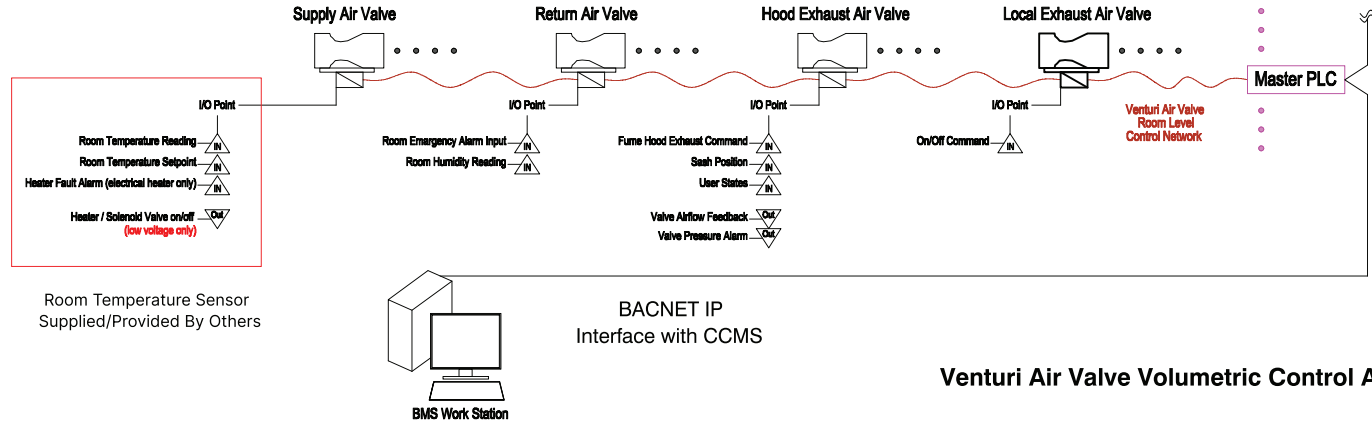 Supply Air Valve
Return Air Valve
Hood Exhaust Air Valve
Local Exhaust Air Valve
Master PLC
I/O Point
Room Temperature Reading
IN
Room Temperature Setpoint
IN
Heater Fault Alarm (electrical heater only)
IN
Heater / Solenoid Valve on/off
Out
(low voltage only)
I/O Point
Room Emergancy Alarm Input
IN
Room Humidity Reading
IN
I/O Point
Fume Hood Exhaust Command
IN
Sash Position
IN
User States
IN
Valve Airflow Feedback
Out
Valve Pressure Alarm
Out
I/O Point
On/Off Command
IN
Venturi Air Valve
Room Level
Control Network
Room Temperature Sensor
Supplied/Provided By Others
BACNET IP
Interface with CCMS
BMS Work Station
Venturi Air Valve Volumetric Control A